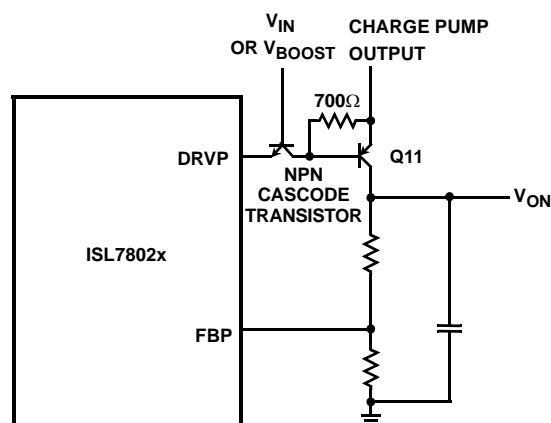 V_IN
OR V_BOOST
CHARGE PUMP
OUTPUT
700Ω
DRVP
Q11
NPN
CASCODE
TRANSISTOR
V_ON
ISL7802x
FBP